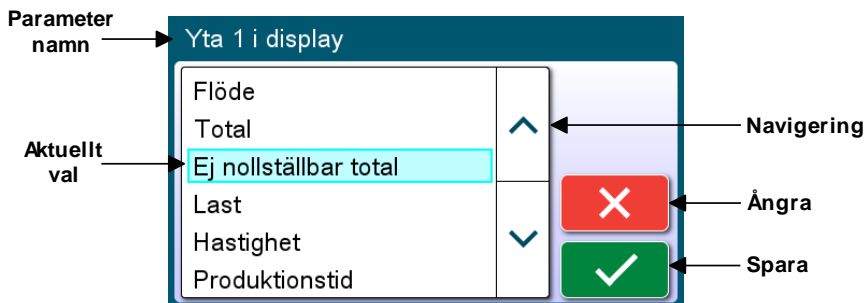 Parameter
namn
Yta 1 i display
Flöde
Total
Ej nollställbar total
Last
Hastighet
Produktionstid
Aktuellt
val
Navigering
Ångra
Spara